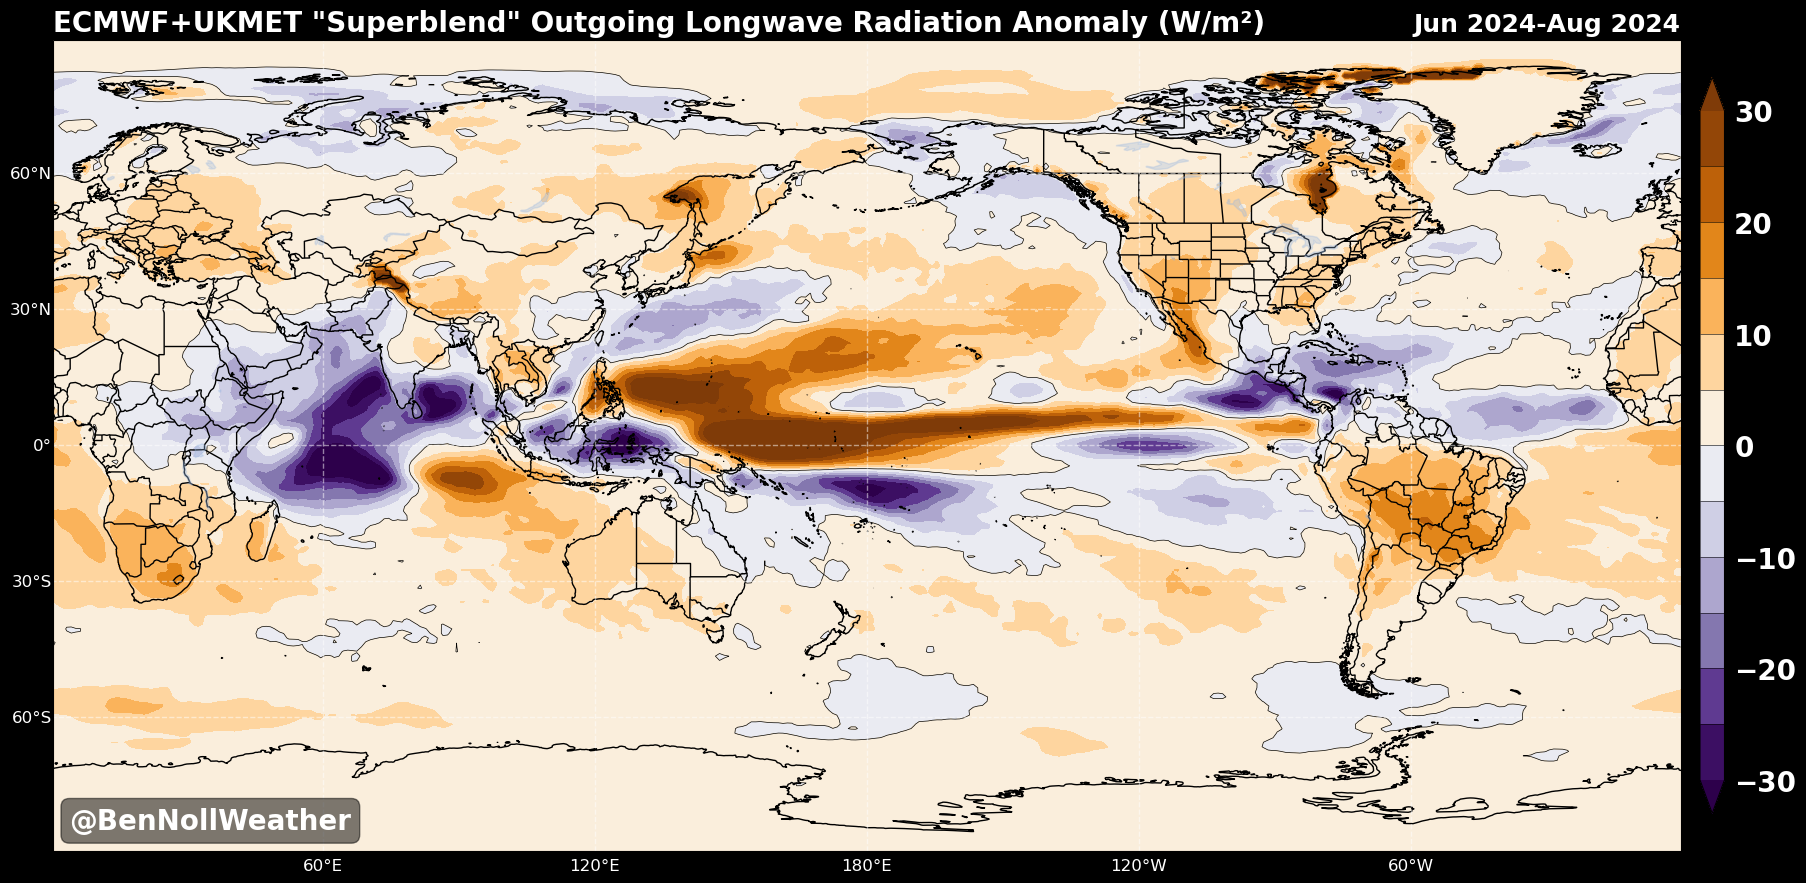 ECMWF+UKMET "Superblend" Outgoing Longwave Radiation Anomaly (W/m²) Jun 2024-Aug 2024
30
20
10
0
−10
−20
−30
60°N
30°N
0°
30°S
60°S
@BenNollWeather
60°E 120°E 180°E 120°W 60°W